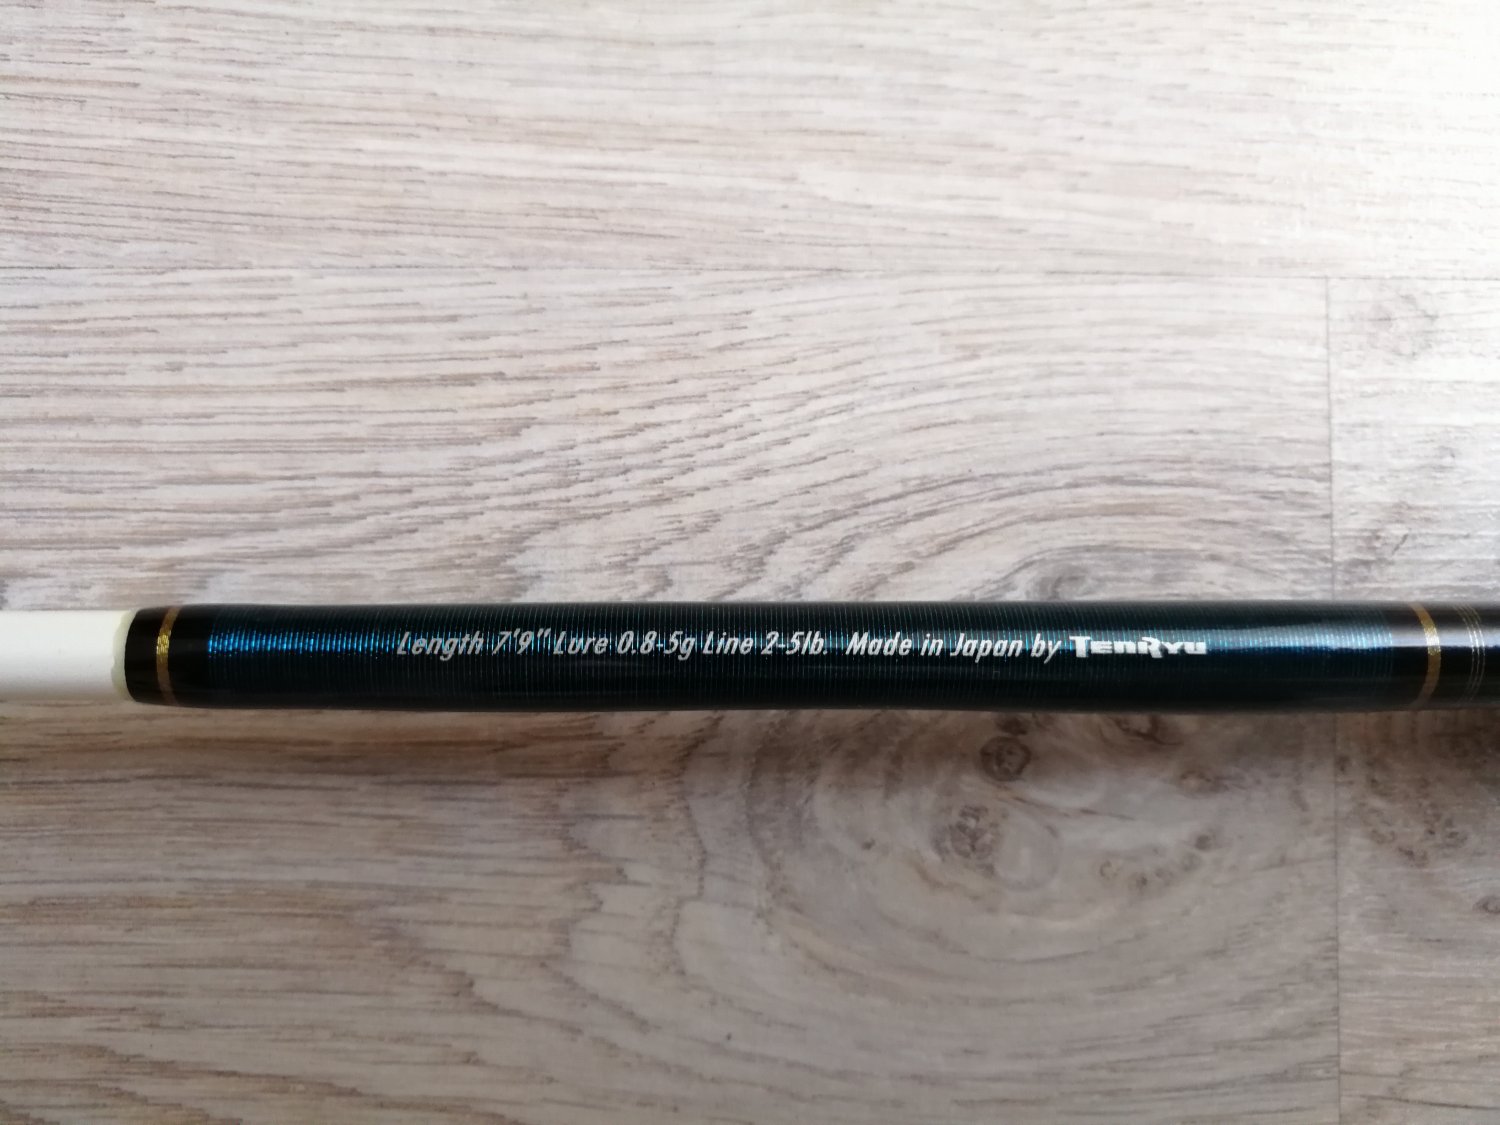 Length 7'9" Lure 0.8-5g Line 2-5lb. Made in Japan by TENRYU